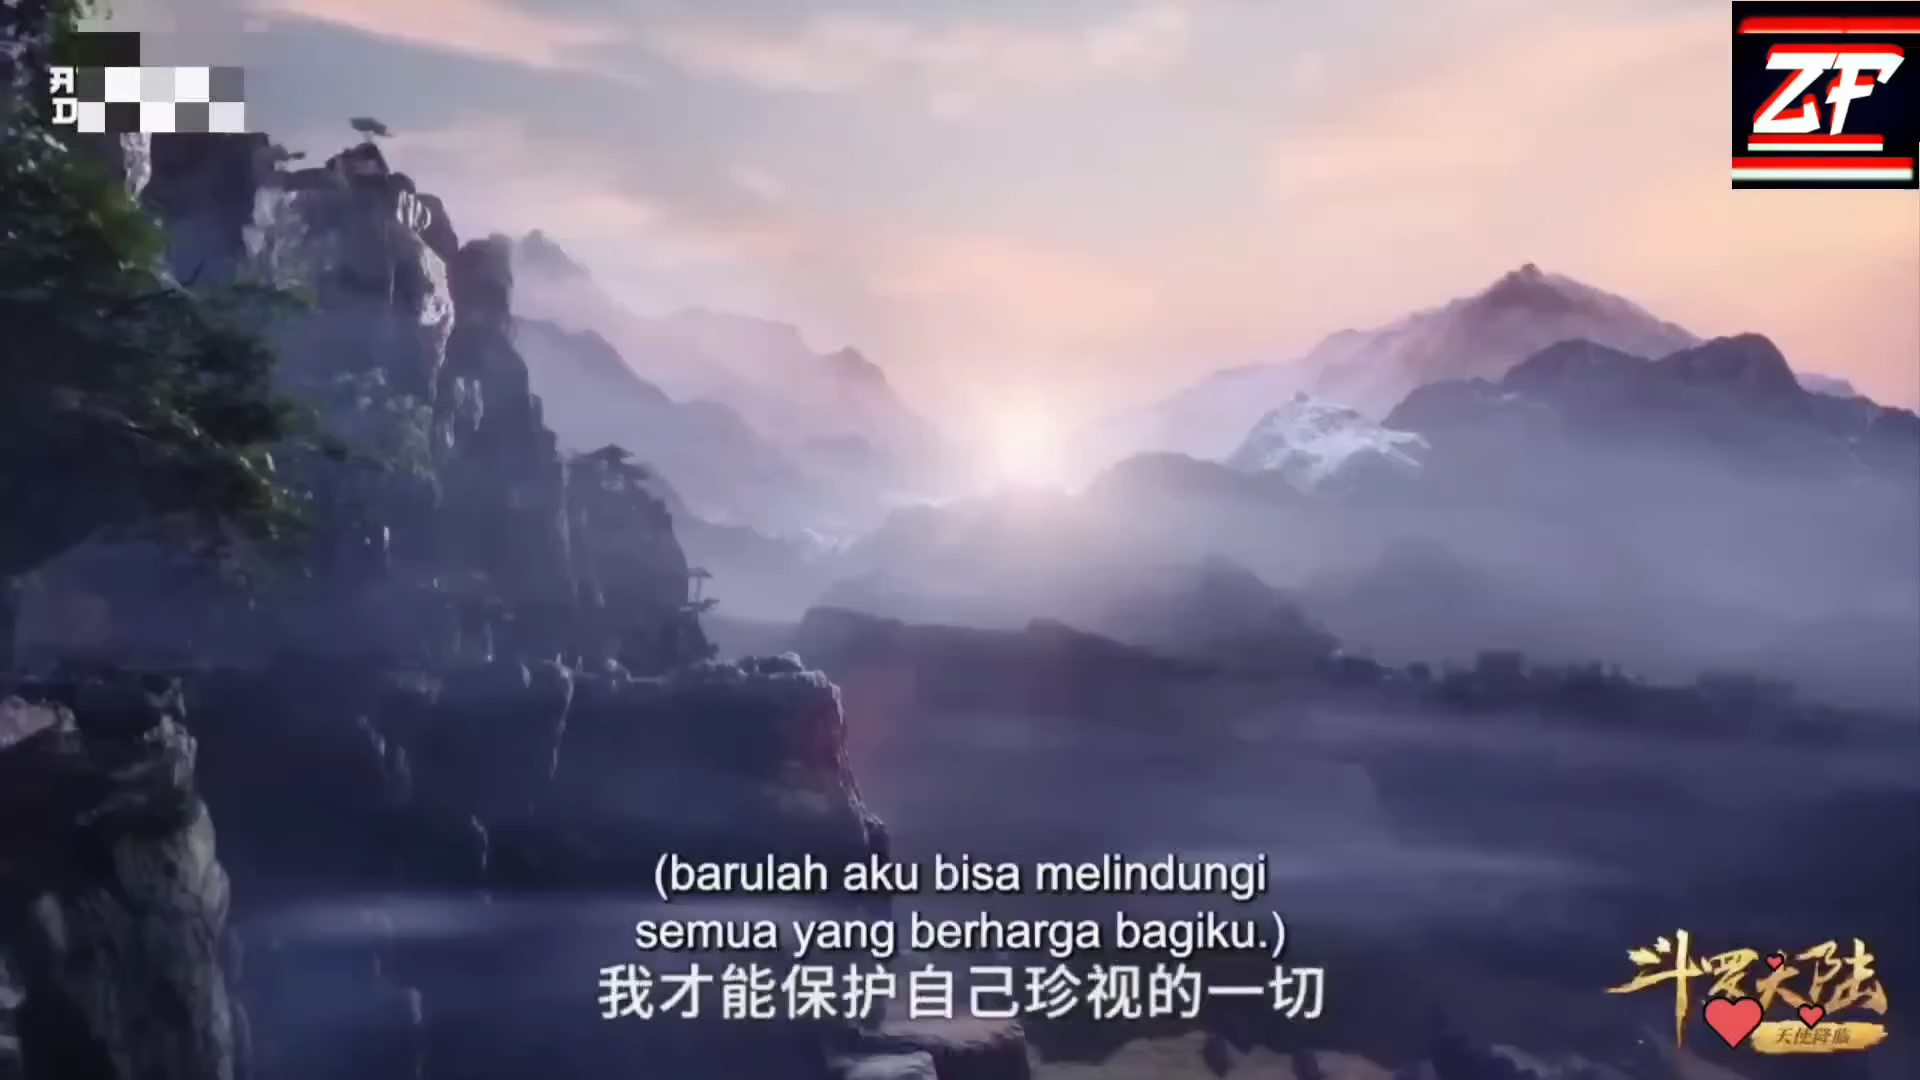 ZF
(barulah aku bisa melindungi
semua yang berharga bagiku.)
我才能保护自己珍视的一切
斗罗大陆
天使降临